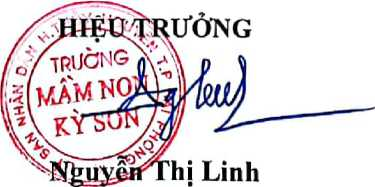 HIỆU TRƯỞNG
TRƯỜNG
MẦM NON
KỲ SƠN
Nguyễn Thị Linh